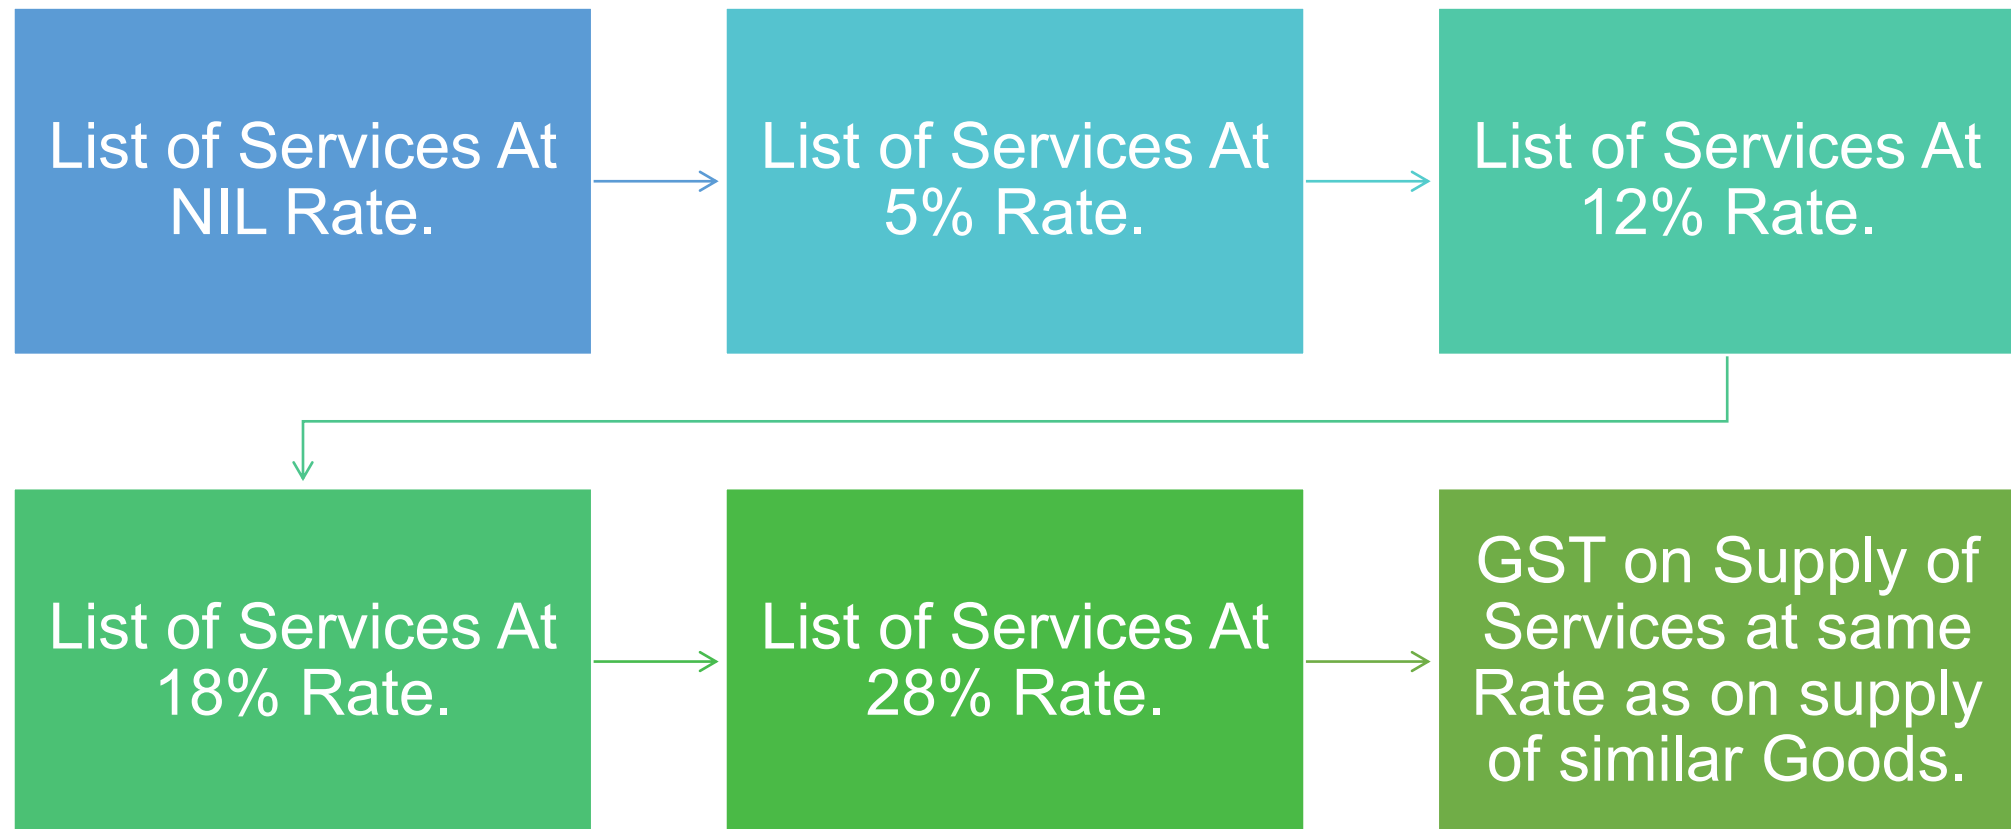 List of Services At
NIL Rate.
List of Services At
5% Rate.
List of Services At
12% Rate.
List of Services At
18% Rate.
List of Services At
28% Rate.
GST on Supply of
Services at same
Rate as on supply
of similar Goods.